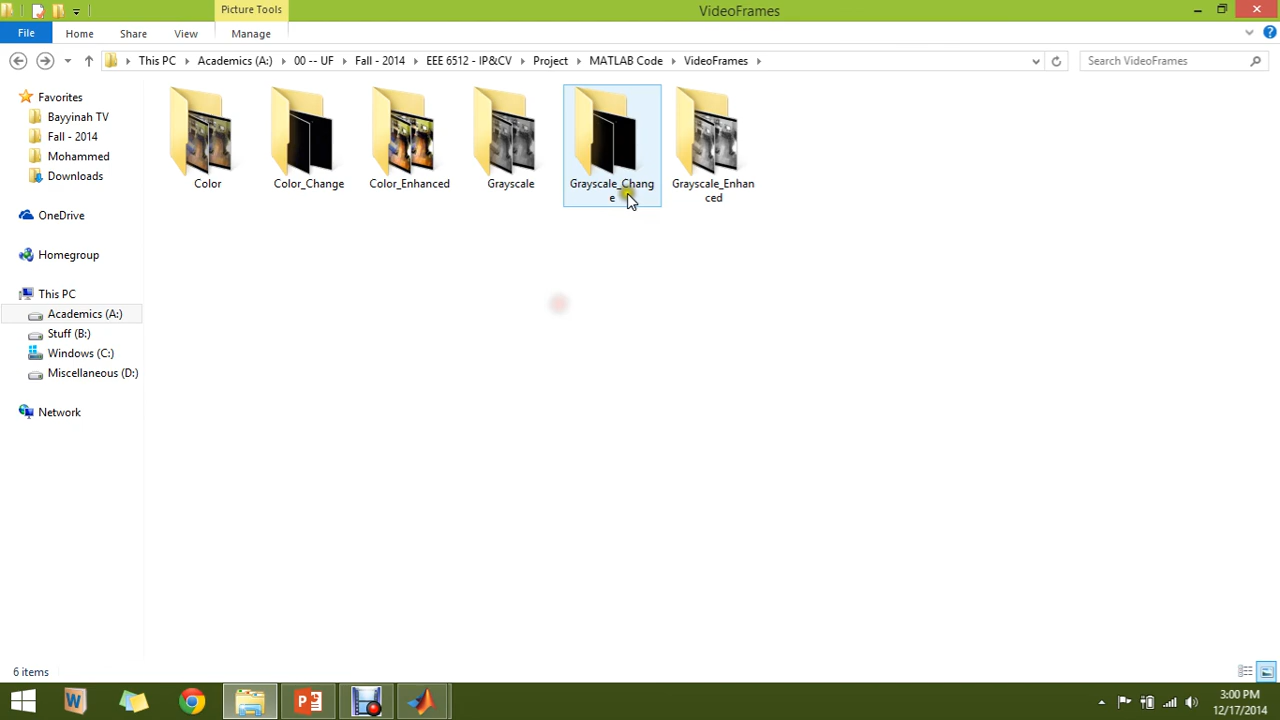 Picture Tools
VideoFrames
File
Home
Share
View
Manage
This PC
Academics (A:)
00 -- UF
Fall - 2014
EEE 6512 - IP&CV
Project
MATLAB Code
VideoFrames
Search VideoFrames
Favorites
Bayyinah TV
Fall - 2014
Mohammed
Downloads
OneDrive
Homegroup
This PC
Academics (A:)
Stuff (B:)
Windows (C:)
Miscellaneous (D:)
Network
Color
Color_Change
Color_Enhanced
Grayscale
Grayscale_Chang
e
Grayscale_Enhan
ced
6 items
3:00 PM
12/17/2014